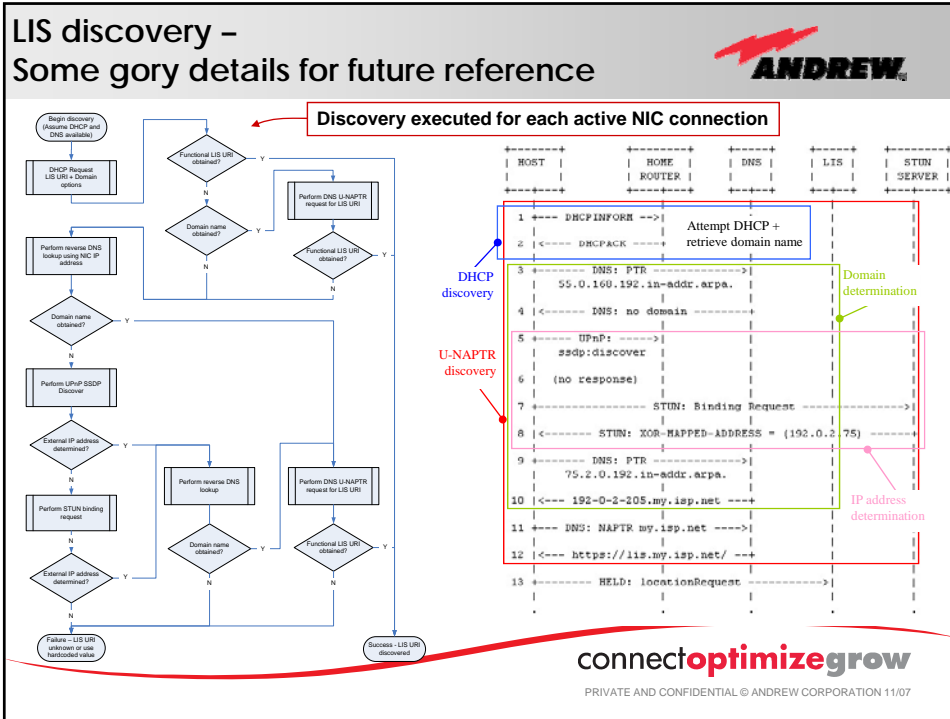 LIS discovery –
Some gory details for future reference
ANDREW
Discovery executed for each active NIC connection
Begin discovery
(Assume DHCP and
DNS available)
DHCP Request
LIS URI + Domain
options
Functional LIS URI
obtained?
Y
N
Domain name
obtained?
Y
N
Perform DNS U-NAPTR
request for LIS URI
Functional LIS URI
obtained?
Y
N
Perform reverse DNS
lookup using NIC IP
address
Domain name
obtained?
Y
N
Perform UPnP SSDP
Discover
External IP address
determined?
Y
N
Perform STUN binding
request
External IP address
determined?
Y
N
Perform reverse DNS
lookup
Domain name
obtained?
Y
N
Perform DNS U-NAPTR
request for LIS URI
Functional LIS URI
obtained?
Y
N
Failure – LIS URI
unknown or use
hardcoded value
Success - LIS URI
discovered
HOST HOME ROUTER DNS LIS STUN SERVER
1 +--- DHCPINFORM -->|
2 |<---- DHCPACK ----+
Attempt DHCP +
retrieve domain name
DHCP
discovery
3 +------- DNS: PTR ------------>|
55.0.168.192.in-addr.arpa.
4 |<---- DNS: no domain --------+
Domain
determination
5 +---- UPnP: ----->|
ssdp:discover
6 (no response)
U-NAPTR
discovery
7 +------------ STUN: Binding Request ------------>|
8 |<----- STUN: XOR-MAPPED-ADDRESS = (192.0.2.75) -----+
9 +------ DNS: PTR ------------>|
75.2.0.192.in-addr.arpa.
10 |<--- 192-0-2-205.my.isp.net ---+
IP address
determination
11 +--- DNS: NAPTR my.isp.net ---->|
12 |<--- https://lis.my.isp.net/ --+
13 +-------- HELD: locationRequest ----------->|
connectoptimizegrow
PRIVATE AND CONFIDENTIAL © ANDREW CORPORATION 11/07